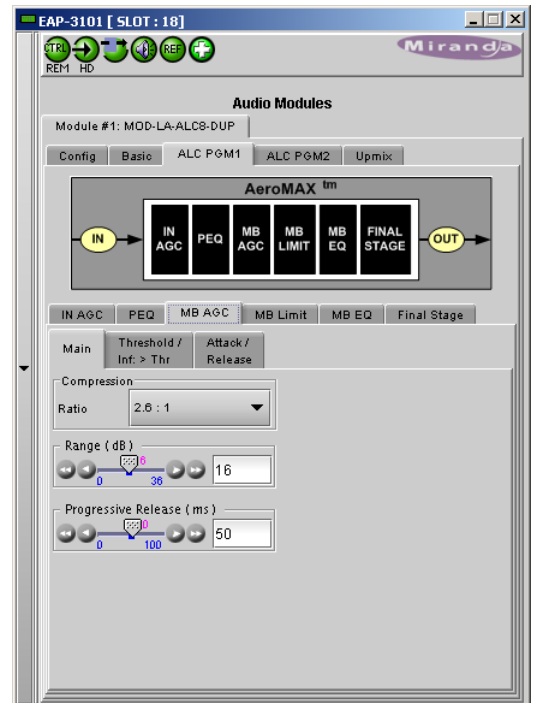 EAP-3101 [ SLOT : 18]
CTRL REF
REM HD
Miranda
Audio Modules
Module #1: MOD-LA-ALC8-DUP
Config Basic ALC PGM1 ALC PGM2 Upmix
AeroMAX tm
IN
IN AGC
PEQ
MB AGC
MB LIMIT
MB EQ
FINAL STAGE
OUT
IN AGC PEQ MB AGC MB Limit MB EQ Final Stage
Main
Threshold / Inf: > Thr
Attack / Release
Compression
Ratio 2.6 : 1
Range ( dB )
16
0 36
Progressive Release ( ms )
50
0 100